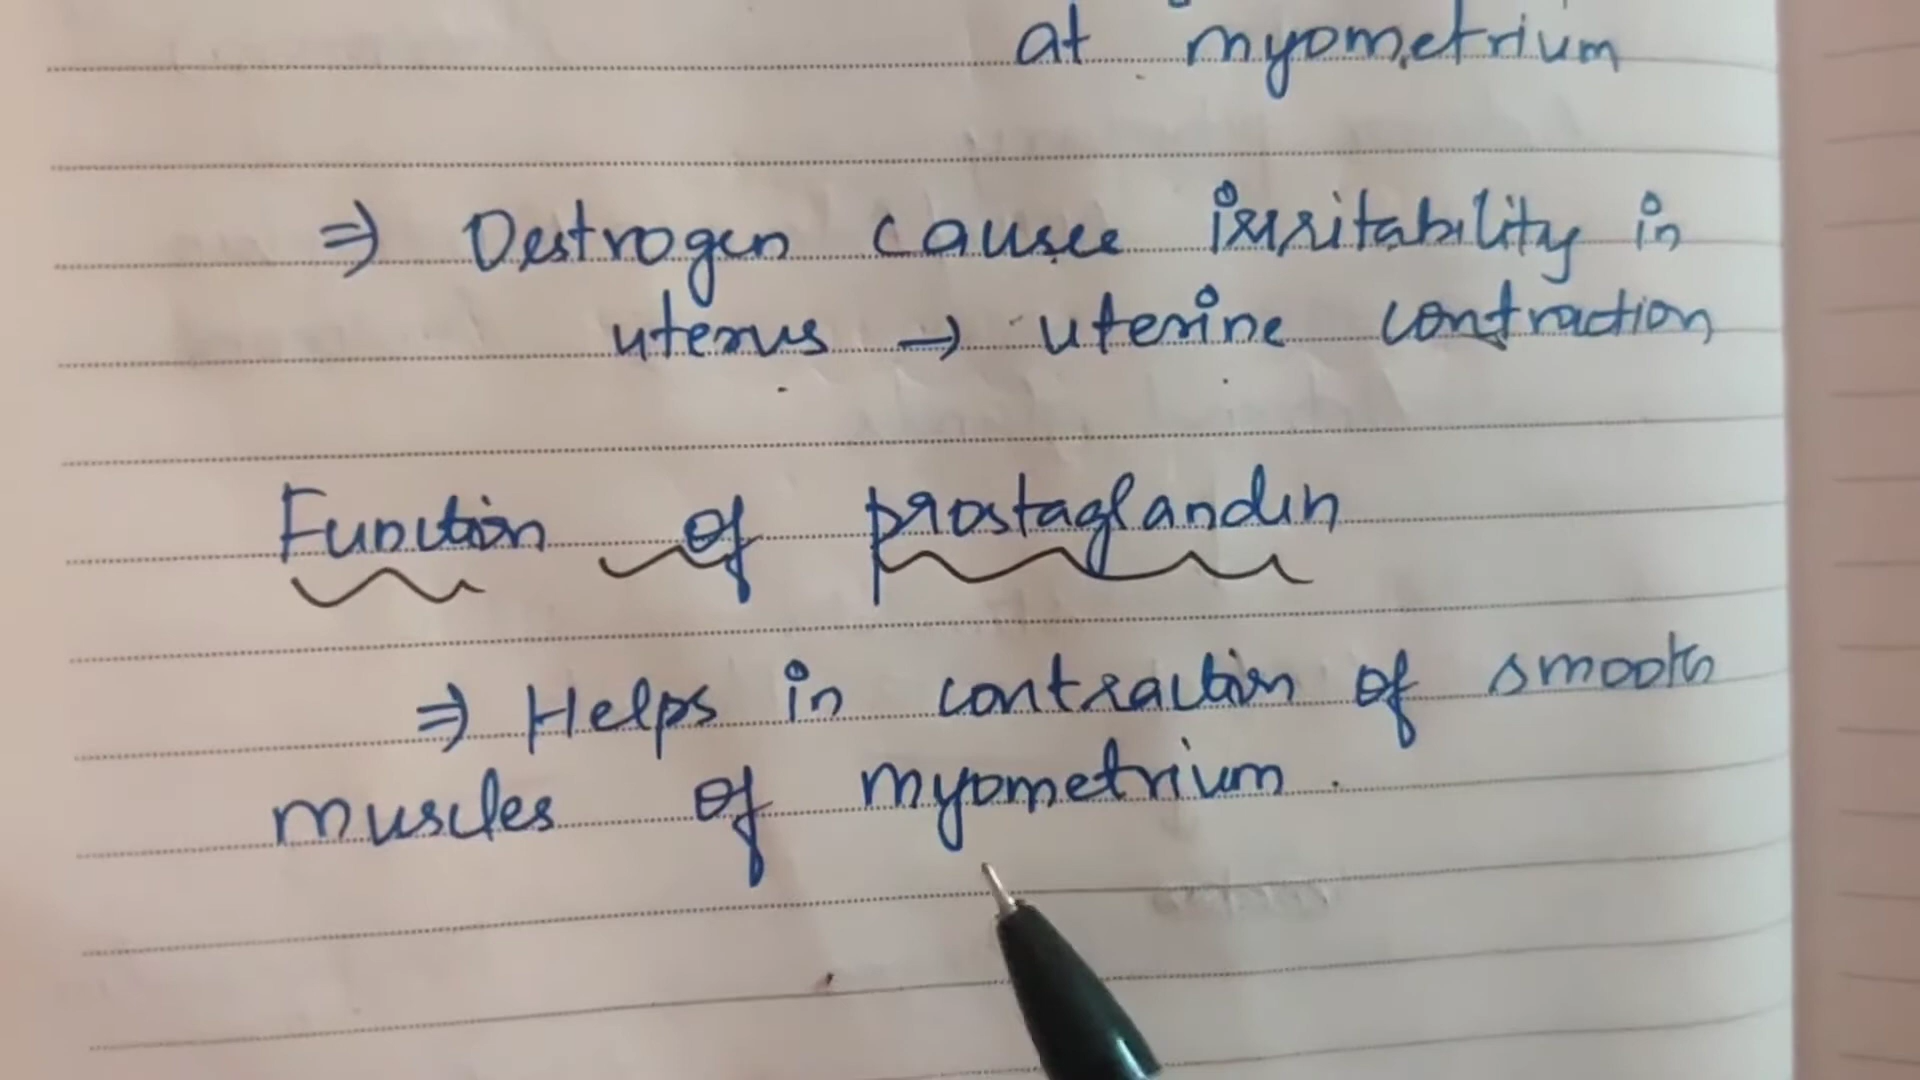 at myometrium
⇒ Oestrogen causes irritability in
uterus → uterine contraction
Function of prostaglandin
⇒ Helps in contraction of smooth
muscles of myometrium.